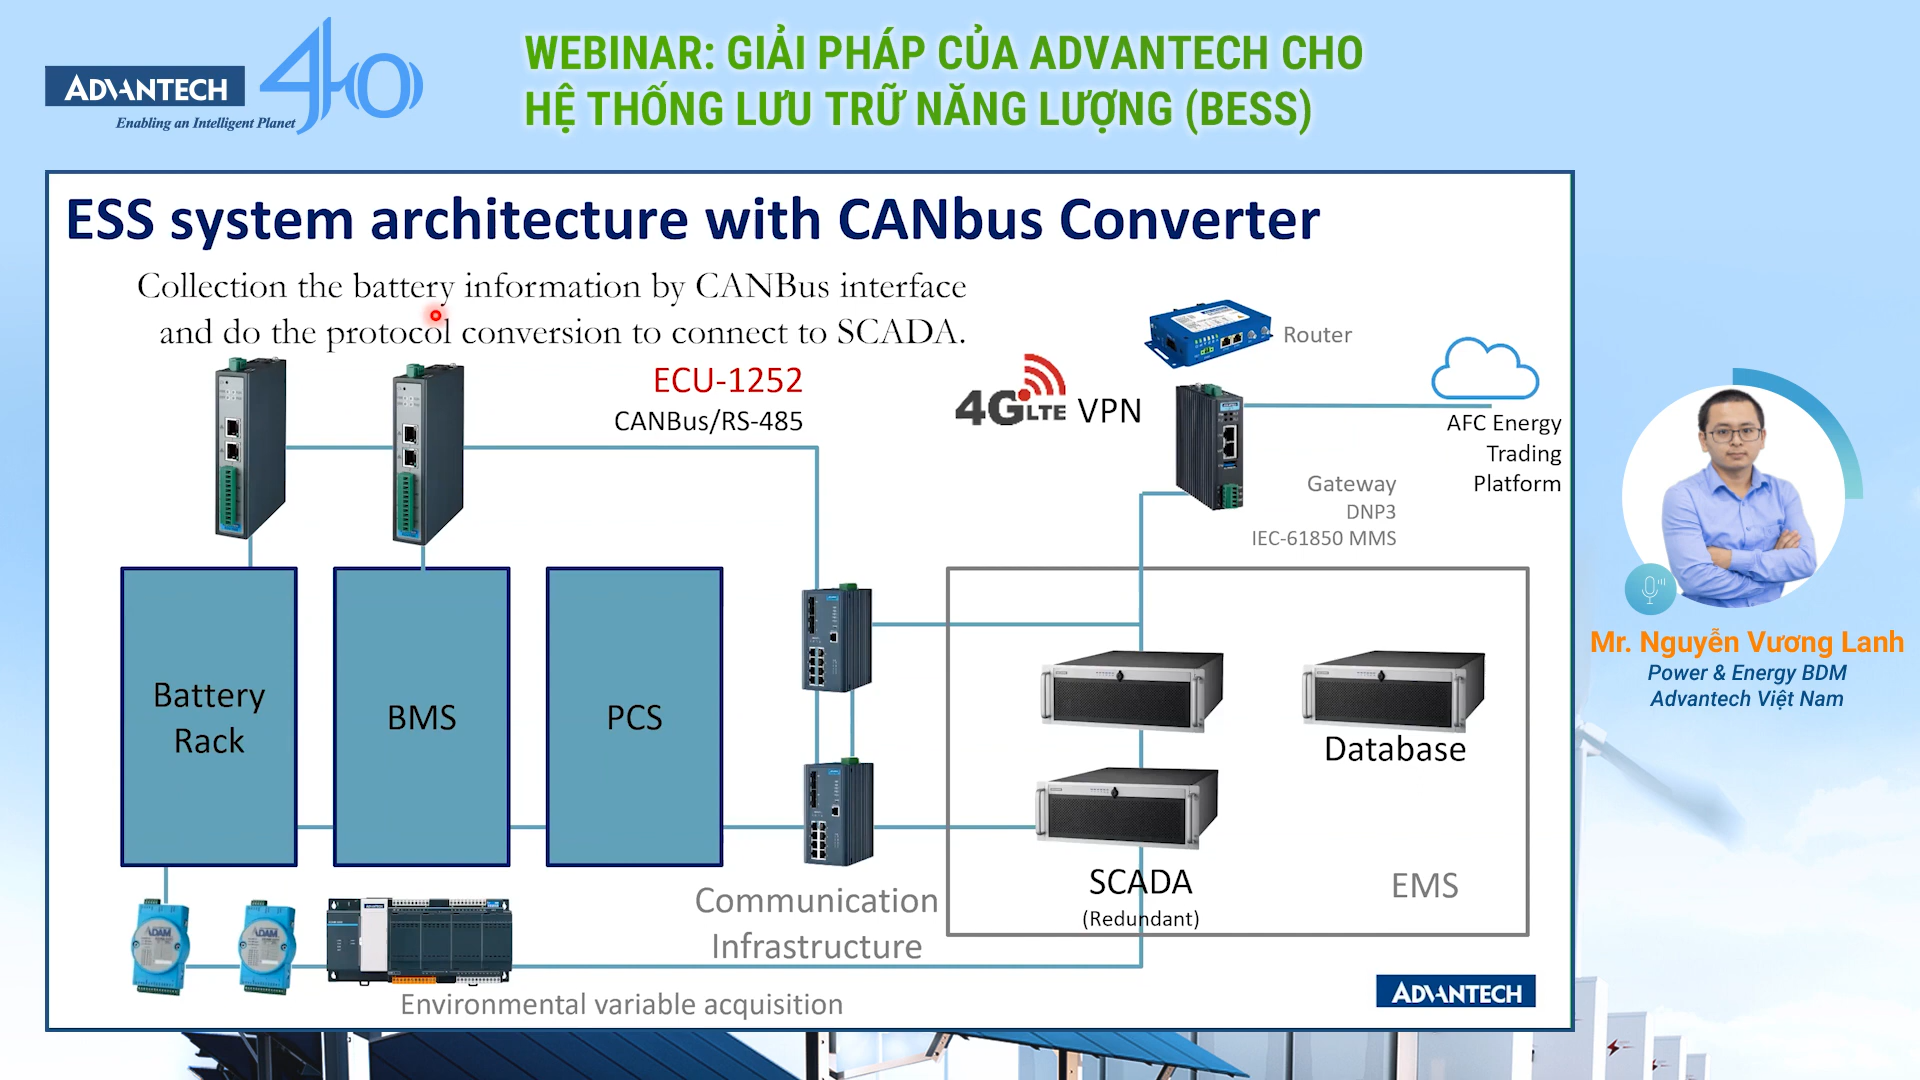 ADVANTECH
Enabling an Intelligent Planet
40
WEBINAR: GIẢI PHÁP CỦA ADVANTECH CHO
HỆ THỐNG LƯU TRỮ NĂNG LƯỢNG (BESS)
ESS system architecture with CANbus Converter
Collection the battery information by CANBus interface
and do the protocol conversion to connect to SCADA.
ECU-1252
CANBus/RS-485
4G LTE VPN
Router
AFC Energy
Trading
Platform
Gateway
DNP3
IEC-61850 MMS
Battery
Rack
BMS
PCS
Database
SCADA
(Redundant)
EMS
Communication
Infrastructure
ADAM
ADAM
Environmental variable acquisition
ADVANTECH
Mr. Nguyễn Vương Lanh
Power & Energy BDM
Advantech Việt Nam